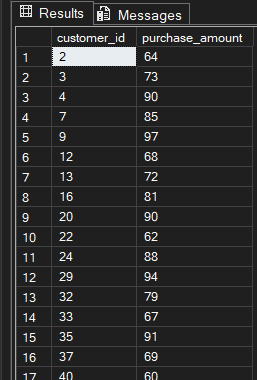 Results Messages
customer_id purchase_amount
1 2 64
2 3 73
3 4 90
4 7 85
5 9 97
6 12 68
7 13 72
8 16 81
9 20 90
10 22 62
11 24 88
12 29 94
13 32 79
14 33 67
15 35 91
16 37 69
17 40 60